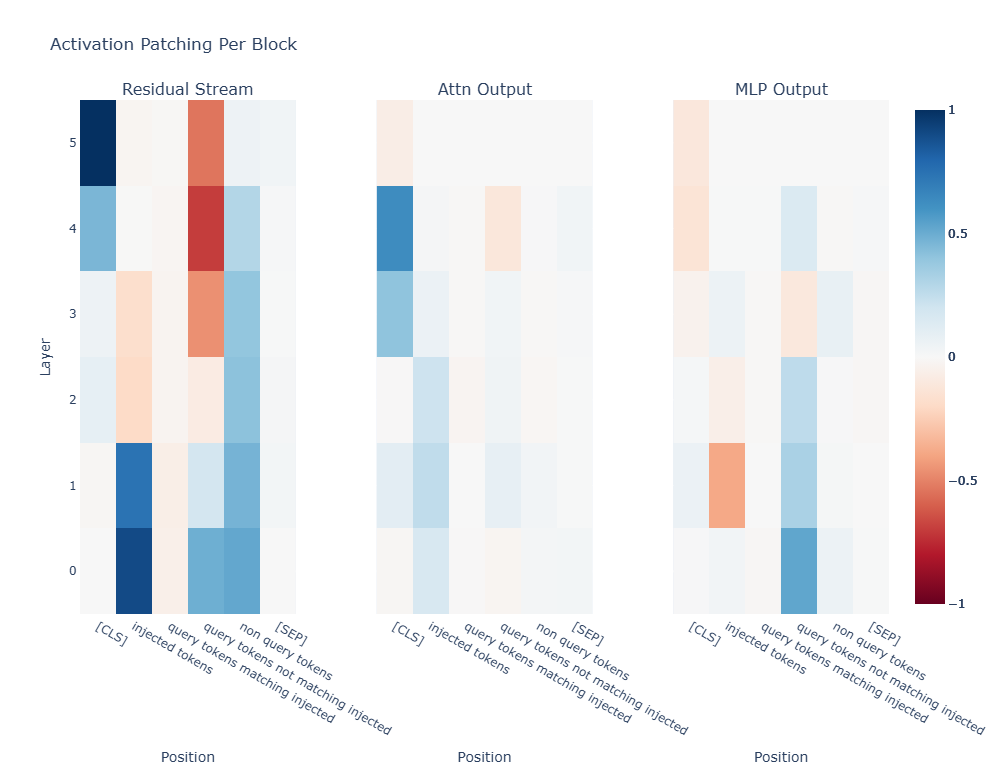 Activation Patching Per Block
Residual Stream
Attn Output
MLP Output
Layer
5
4
3
2
1
0
[CLS]
injected tokens
query tokens matching injected
query tokens not matching injected
non query tokens
[SEP]
[CLS]
injected tokens
query tokens matching injected
query tokens not matching injected
non query tokens
[SEP]
[CLS]
injected tokens
query tokens matching injected
query tokens not matching injected
non query tokens
[SEP]
Position
Position
Position
1
0.5
0
−0.5
−1